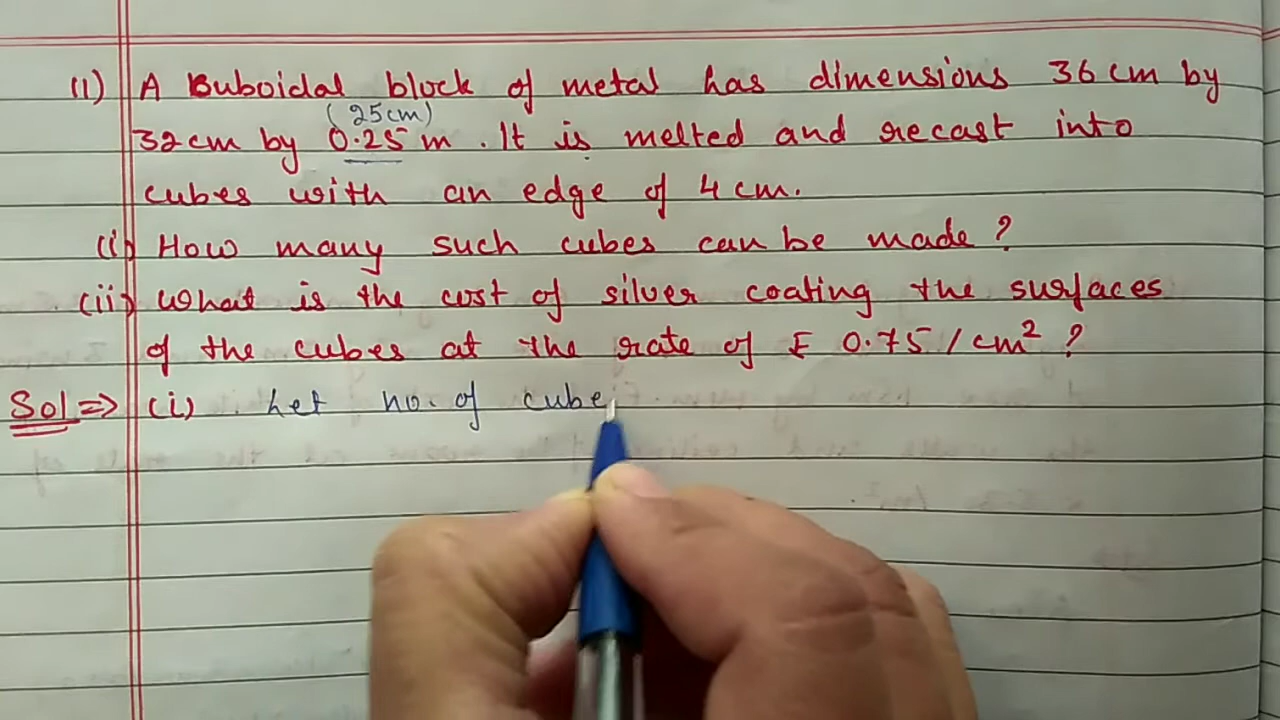 (1) A Buboidal block of metal has dimensions 36 cm by
(25cm)
32 cm by 0.25 m . It is melted and recast into
cubes with an edge of 4 cm.
(i) How many such cubes can be made ?
(ii) What is the cost of silver coating the surfaces
of the cubes at the rate of ₹ 0.75 / cm² ?
Sol ⇒ (i) Let no. of cube